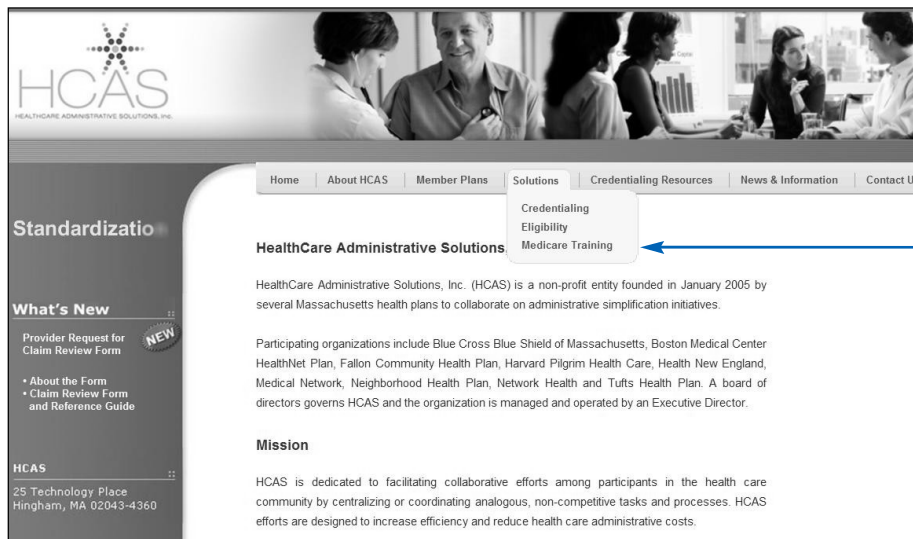 HCAS
HEALTHCARE ADMINISTRATIVE SOLUTIONS, INC.
Home
About HCAS
Member Plans
Solutions
Credentialing Resources
News & Information
Contact U
Credentialing
Eligibility
Medicare Training
Standardizatio
What's New
NEW
Provider Request for
Claim Review Form
• About the Form
• Claim Review Form
and Reference Guide
HCAS
25 Technology Place
Hingham, MA 02043-4360
HealthCare Administrative Solutions,
HealthCare Administrative Solutions, Inc. (HCAS) is a non-profit entity founded in January 2005 by
several Massachusetts health plans to collaborate on administrative simplification initiatives.
Participating organizations include Blue Cross Blue Shield of Massachusetts, Boston Medical Center
HealthNet Plan, Fallon Community Health Plan, Harvard Pilgrim Health Care, Health New England,
Medical Network, Neighborhood Health Plan, Network Health and Tufts Health Plan. A board of
directors governs HCAS and the organization is managed and operated by an Executive Director.
Mission
HCAS is dedicated to facilitating collaborative efforts among participants in the health care
community by centralizing or coordinating analogous, non-competitive tasks and processes. HCAS
efforts are designed to increase efficiency and reduce health care administrative costs.